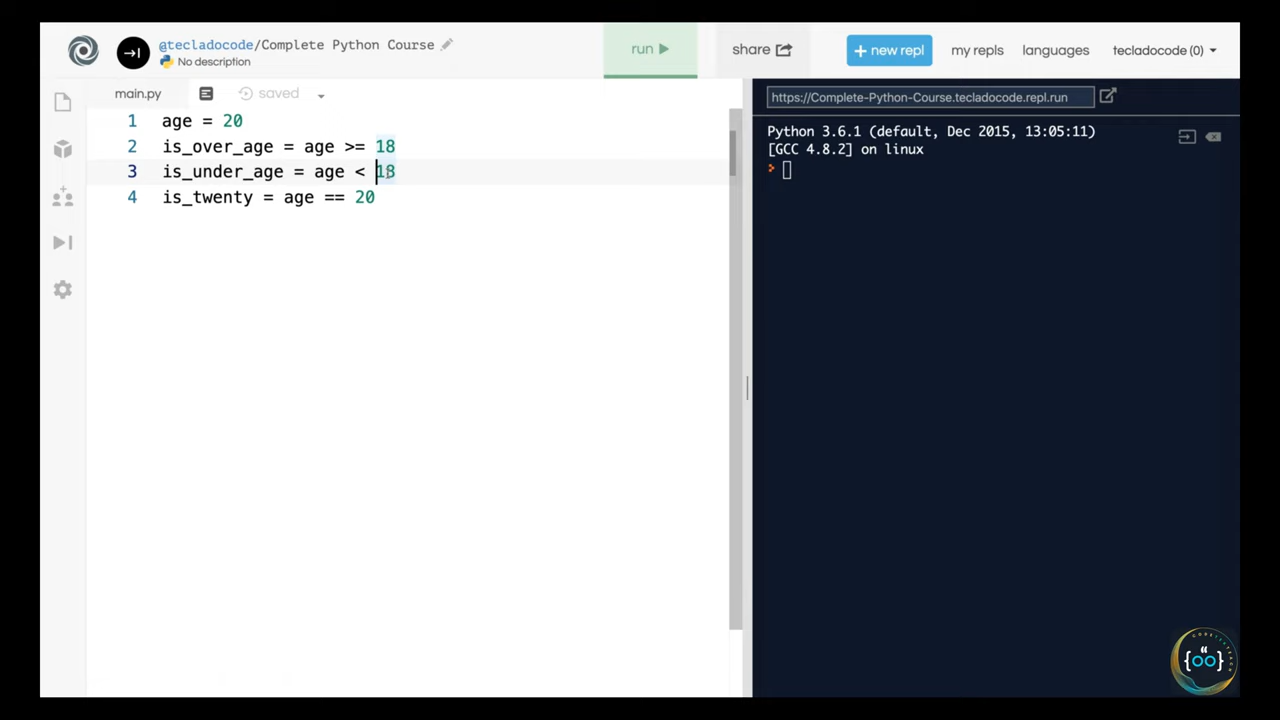 @tecladocode/Complete Python Course
No description
run
share
+ new repl
my repls
languages
tecladocode (0)
main.py
saved
https://Complete-Python-Course.tecladocode.repl.run
1 age = 20
2 is_over_age = age >= 18
3 is_under_age = age < 18
4 is_twenty = age == 20
Python 3.6.1 (default, Dec 2015, 13:05:11)
[GCC 4.8.2] on linux